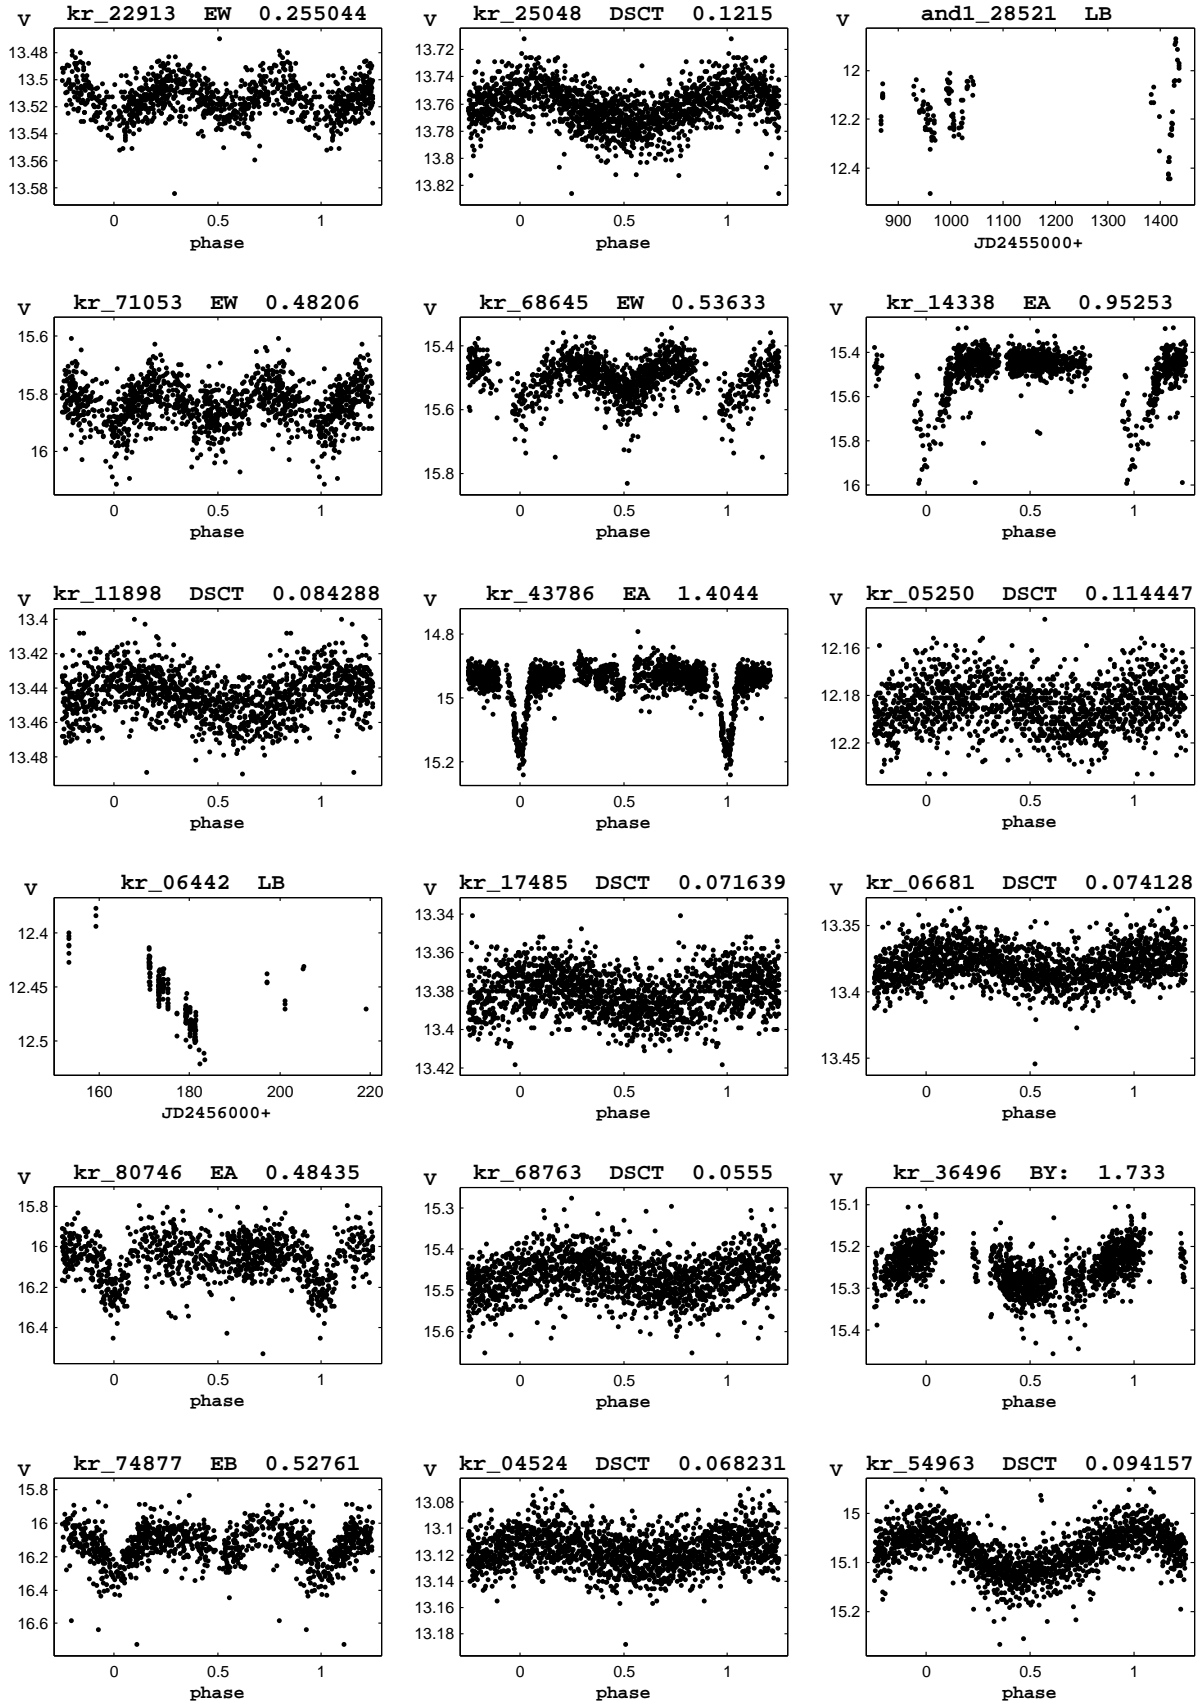 kr_22913 EW 0.255044
V
13.48
13.5
13.52
13.54
13.56
13.58
0 0.5 1
phase
kr_25048 DSCT 0.1215
V
13.72
13.74
13.76
13.78
13.8
13.82
0 0.5 1
phase
and1_28521 LB
V
12
12.2
12.4
900 1000 1100 1200 1300 1400
JD2455000+
kr_71053 EW 0.48206
V
15.6
15.8
16
0 0.5 1
phase
kr_68645 EW 0.53633
V
15.4
15.6
15.8
0 0.5 1
phase
kr_14338 EA 0.95253
V
15.4
15.6
15.8
16
0 0.5 1
phase
kr_11898 DSCT 0.084288
V
13.4
13.42
13.44
13.46
13.48
0 0.5 1
phase
kr_43786 EA 1.4044
V
14.8
15
15.2
0 0.5 1
phase
kr_05250 DSCT 0.114447
V
12.16
12.18
12.2
0 0.5 1
phase
kr_06442 LB
V
12.4
12.45
12.5
160 180 200 220
JD2456000+
kr_17485 DSCT 0.071639
V
13.34
13.36
13.38
13.4
13.42
0 0.5 1
phase
kr_06681 DSCT 0.074128
V
13.35
13.4
13.45
0 0.5 1
phase
kr_80746 EA 0.48435
V
15.8
16
16.2
16.4
0 0.5 1
phase
kr_68763 DSCT 0.0555
V
15.3
15.4
15.5
15.6
0 0.5 1
phase
kr_36496 BY: 1.733
V
15.1
15.2
15.3
15.4
0 0.5 1
phase
kr_74877 EB 0.52761
V
15.8
16
16.2
16.4
16.6
0 0.5 1
phase
kr_04524 DSCT 0.068231
V
13.08
13.1
13.12
13.14
13.16
13.18
0 0.5 1
phase
kr_54963 DSCT 0.094157
V
15
15.1
15.2
0 0.5 1
phase